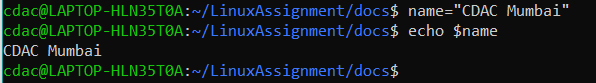 cdac@LAPTOP-HLN35T0A:~/LinuxAssignment/docs$ name="CDAC Mumbai"
cdac@LAPTOP-HLN35T0A:~/LinuxAssignment/docs$ echo $name
CDAC Mumbai
cdac@LAPTOP-HLN35T0A:~/LinuxAssignment/docs$